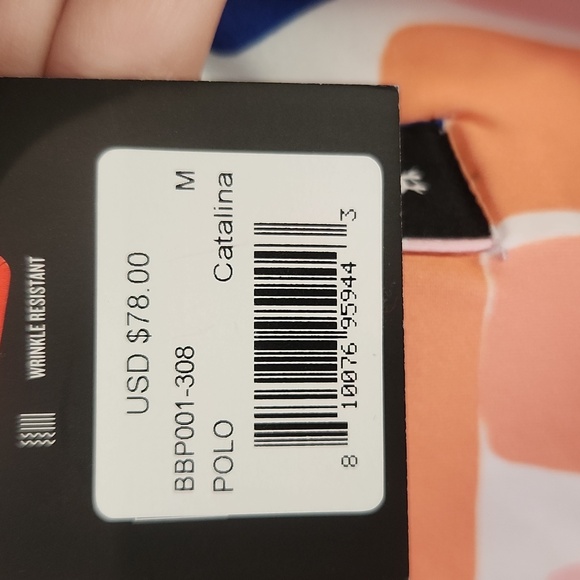 WRINKLE RESISTANT
USD $78.00
BBP001-308 M
POLO Catalina
8 10076 95944 3